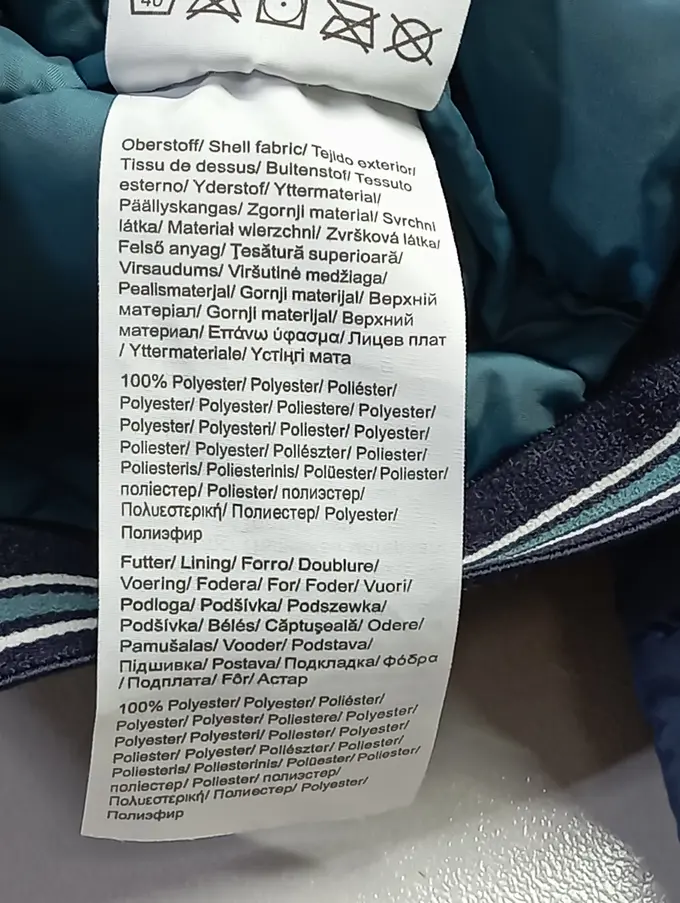 40
Oberstoff/ Shell fabric/ Tejido exterior/
Tissu de dessus/ Buitenstof/ Tessuto
esterno/ Yderstof/ Yttermaterial/
Päällyskangas/ Zgornji material/ Svrchní
látka/ Materiał wierzchni/ Zvršková látka/
Felső anyag/ Ţesătură superioară/
Virsaudums/ Viršutinė medžiaga/
Pealismaterjal/ Gornji materijal/ Верхній
матеріал/ Gornji materijal/ Верхний
материал/ Επάνω ύφασμα/ Лицев плат
/ Yttermateriale/ Үстіңгі мата
100% Polyester/ Polyester/ Poliéster/
Polyester/ Polyester/ Poliestere/ Polyester/
Polyester/ Polyesteri/ Poliester/ Polyester/
Poliester/ Polyester/ Poliészter/ Poliester/
Poliesteris/ Poliesterinis/ Polüester/ Poliester/
поліестер/ Poliester/ полиэстер/
Πολυεστερική/ Полиестер/ Polyester/
Полиэфир
Futter/ Lining/ Forro/ Doublure/
Voering/ Fodera/ For/ Foder/ Vuori/
Podloga/ Podšívka/ Podszewka/
Podšívka/ Bélés/ Căptuşeală/ Odere/
Pamušalas/ Vooder/ Podstava/
Підшивка/ Postava/ Подкладка/ φόδρα
/ Подплата/ Fôr/ Астар
100% Polyester/ Polyester/ Poliéster/
Polyester/ Polyester/ Poliestere/ Polyester/
Polyester/ Polyesteri/ Poliester/ Polyester/
Poliester/ Polyester/ Poliészter/ Poliester/
Poliesteris/ Poliesterinis/ Polüester/ Poliester/
поліестер/ Poliester/ полиэстер/
Πολυεστερική/ Полиестер/ Polyester/
Полиэфир